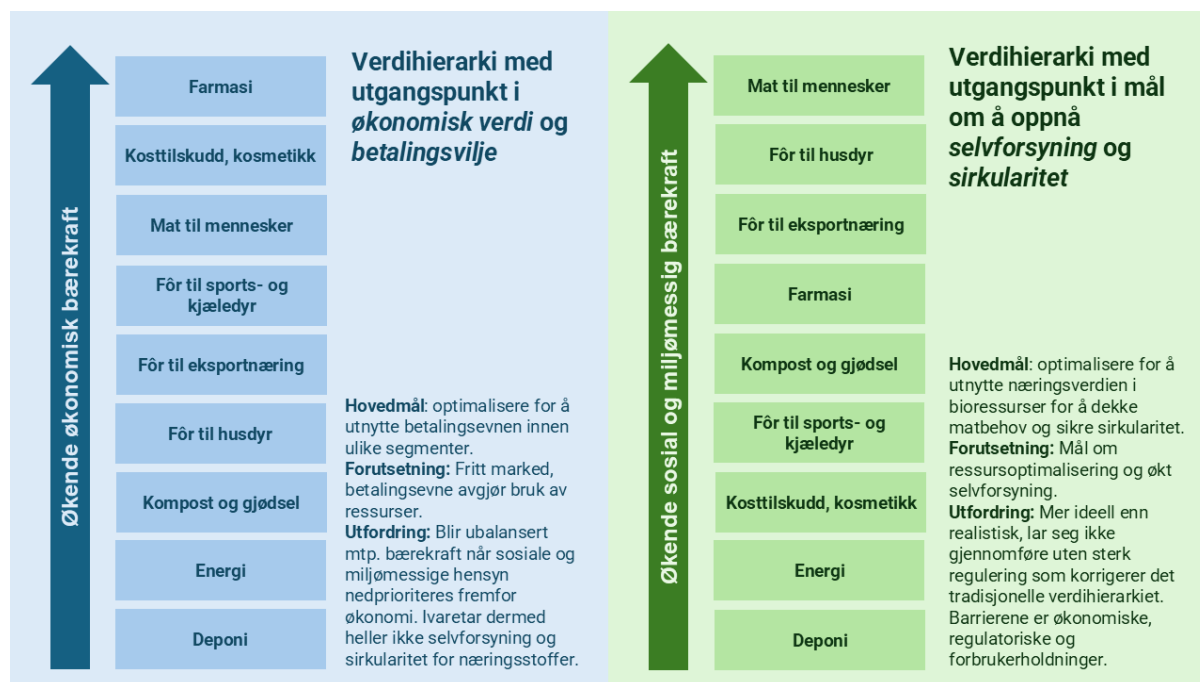 Økende økonomisk bærekraft
Farmasi
Kosttilskudd, kosmetikk
Mat til mennesker
Fôr til sports- og
kjæledyr
Fôr til eksportnæring
Fôr til husdyr
Kompost og gjødsel
Energi
Deponi
Verdihierarki med
utgangspunkt i
økonomisk verdi og
betalingsvilje
Hovedmål: optimalisere for å
utnytte betalingsevnen innen
ulike segmenter.
Forutsetning: Fritt marked,
betalingsevne avgjør bruk av
ressurser.
Utfordring: Blir ubalansert
mtp. bærekraft når sosiale og
miljømessige hensyn
nedprioriteres fremfor
økonomi. Ivaretar dermed
heller ikke selvforsyning og
sirkularitet for næringsstoffer.
Økende sosial og miljømessig bærekraft
Mat til mennesker
Fôr til husdyr
Fôr til eksportnæring
Farmasi
Kompost og gjødsel
Fôr til sports- og
kjæledyr
Kosttilskudd, kosmetikk
Energi
Deponi
Verdihierarki med
utgangspunkt i mål
om å oppnå
selvforsyning og
sirkularitet
Hovedmål: optimalisere for å
utnytte næringsverdien i
bioressurser for å dekke
matbehov og sikre sirkularitet.
Forutsetning: Mål om
ressursoptimalisering og økt
selvforsyning.
Utfordring: Mer ideell enn
realistisk, lar seg ikke
gjennomføre uten sterk
regulering som korrigerer det
tradisjonelle verdihierarkiet.
Barrierene er økonomiske,
regulatoriske og
forbrukerholdninger.